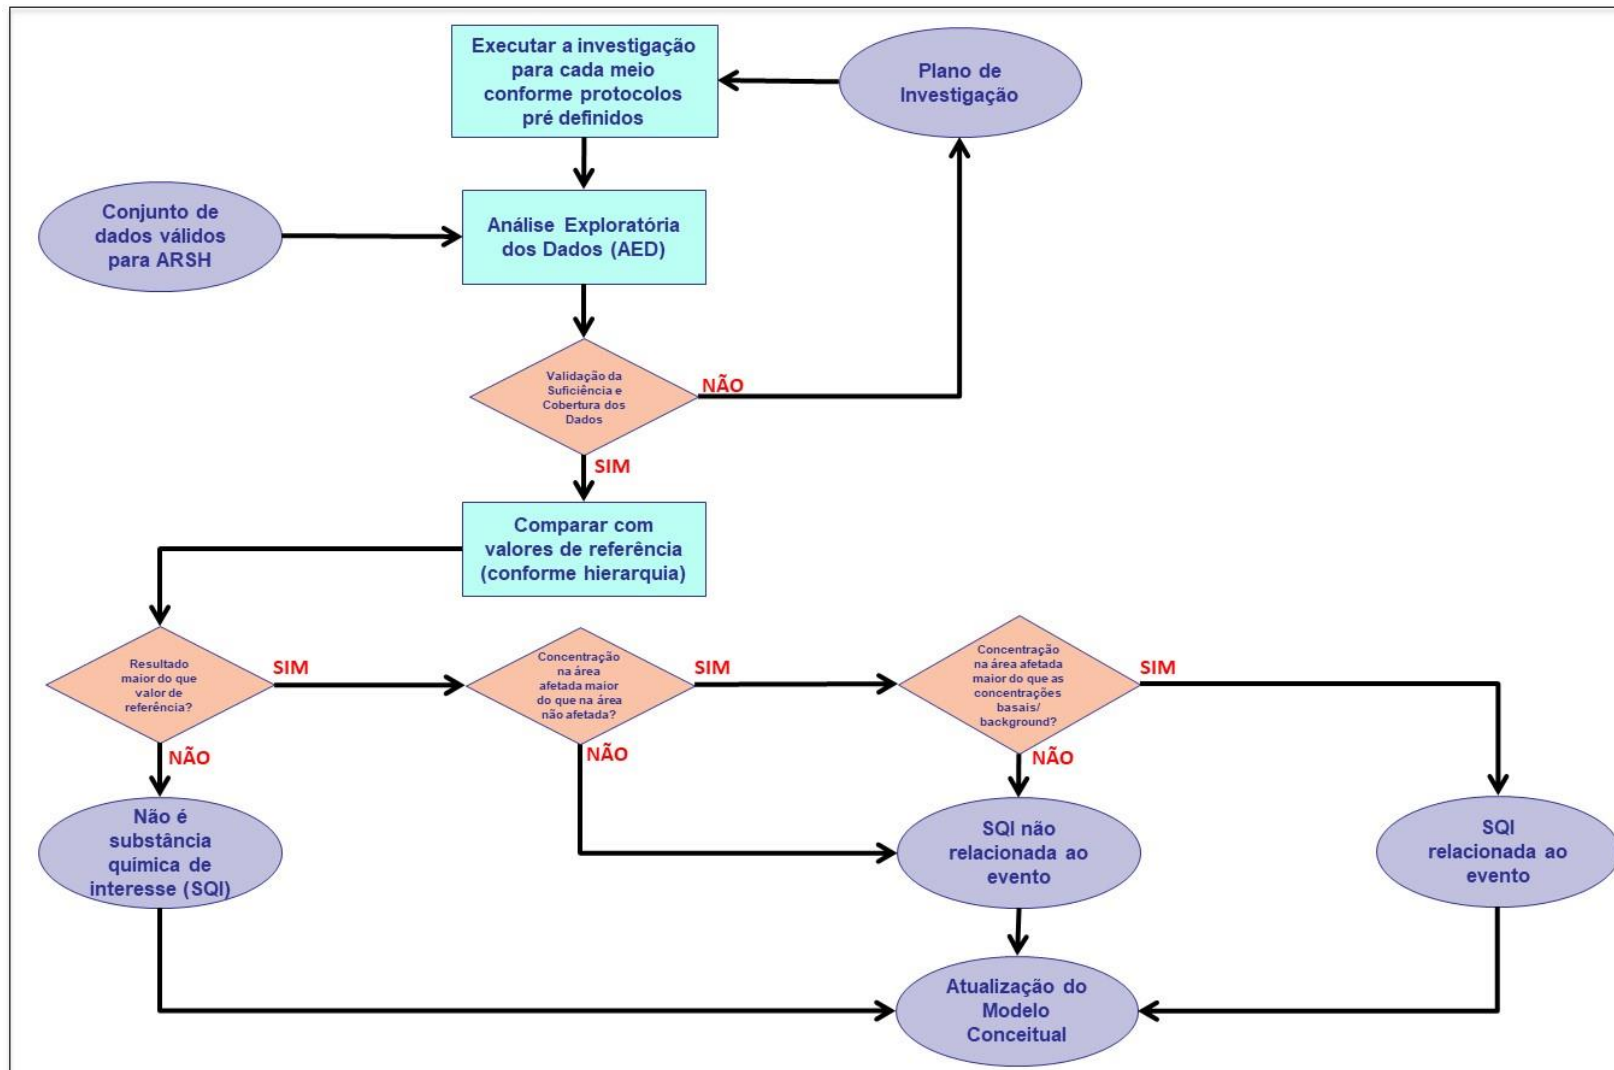 Executar a investigação
para cada meio
conforme protocolos
pré definidos
Plano de
Investigação
Conjunto de
dados válidos
para ARSH
Análise Exploratória
dos Dados (AED)
Validação da
Suficiência e
Cobertura dos
Dados
NÃO
SIM
Comparar com
valores de referência
(conforme hierarquia)
Resultado
maior do que
valor de
referência?
SIM
Concentração
na área
afetada maior
do que na área
não afetada?
SIM
Concentração
na área afetada
maior do que as
concentrações
basais/
background?
SIM
NÃO
NÃO
NÃO
Não é
substância
química de
interesse (SQI)
SQI não
relacionada ao
evento
SQI
relacionada ao
evento
Atualização do
Modelo
Conceitual